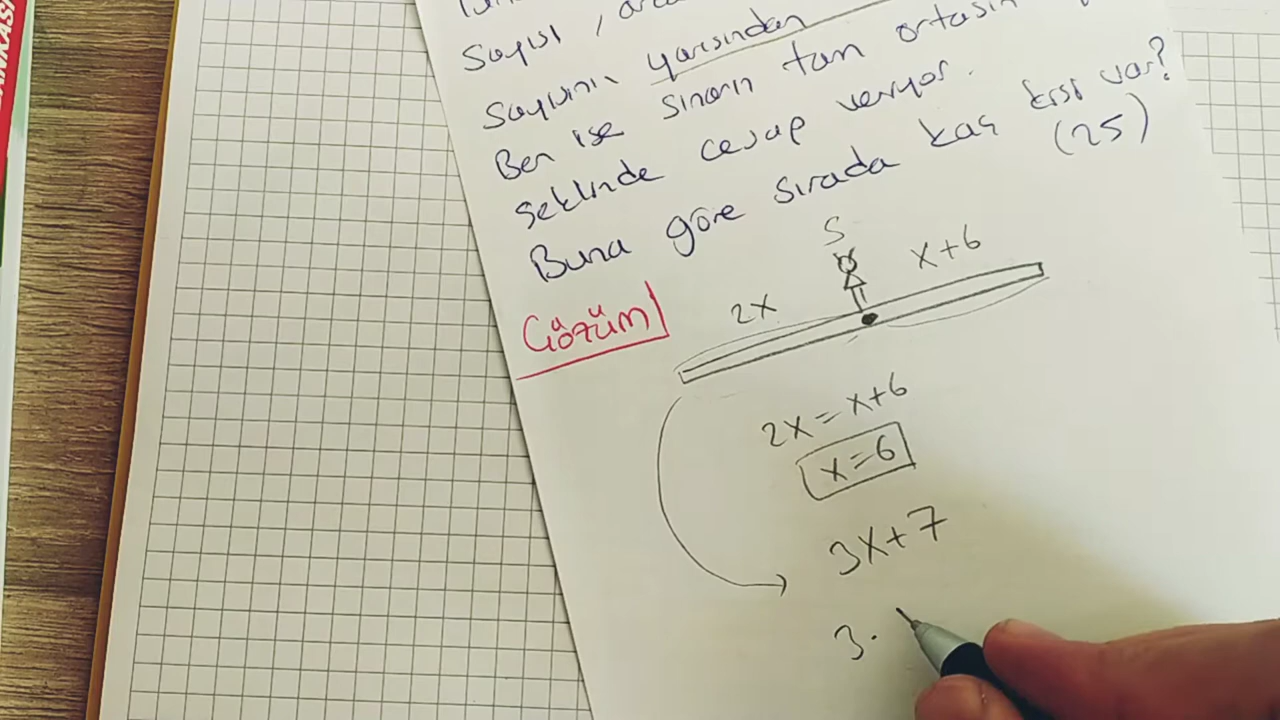 Sayısı,
Sayının yarısından
Ben ise sıranın tam ortasın
şeklinde cevap veriyor.
Buna göre sırada kaç kişi var?
(25)
S
2x
x+6
Çözüm
2x=x+6
x=6
3x+7
3.